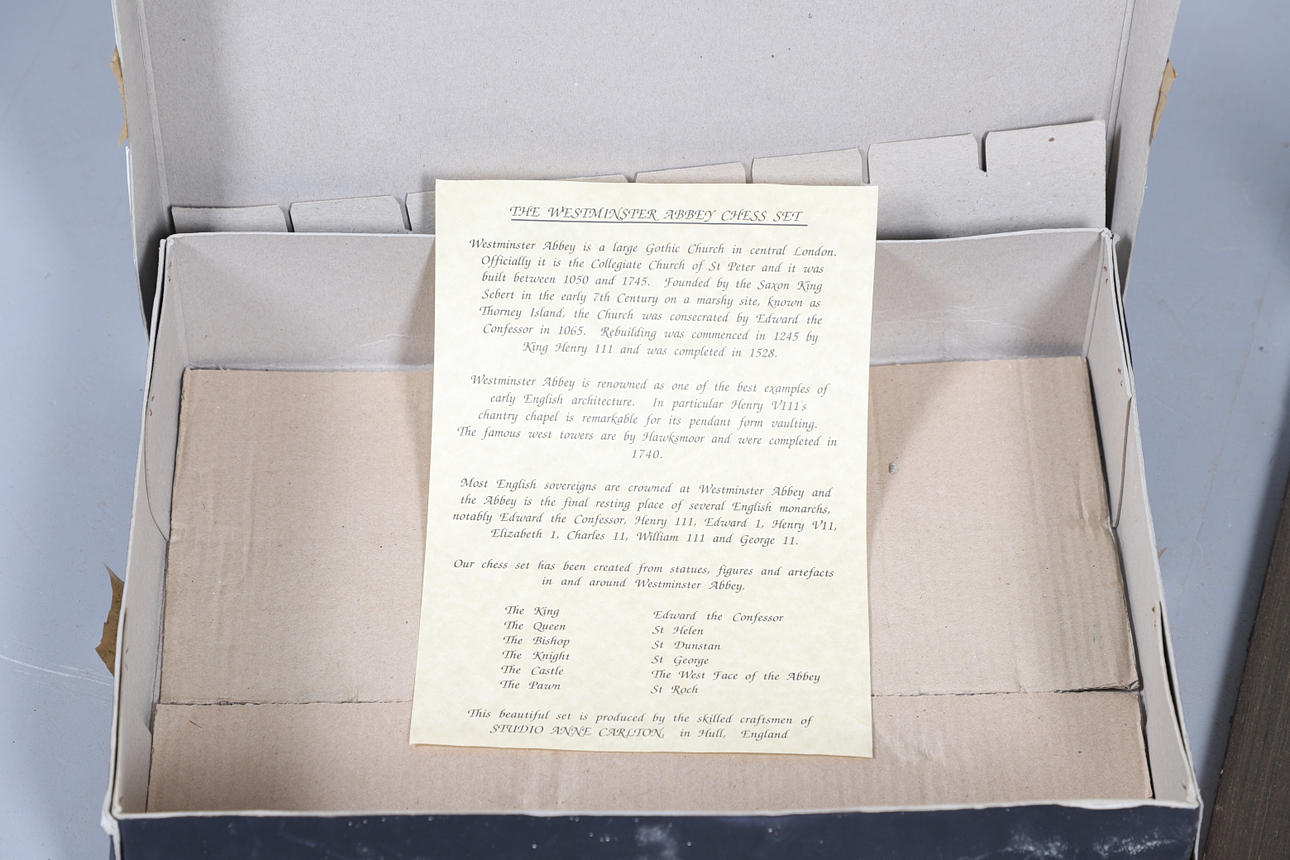 THE WESTMINSTER ABBEY CHESS SET
Westminster Abbey is a large Gothic Church in central London.
Officially it is the Collegiate Church of St Peter and it was
built between 1050 and 1745. Founded by the Saxon King
Sebert in the early 7th Century on a marshy site, known as
Thorney Island, the Church was consecrated by Edward the
Confessor in 1065. Rebuilding was commenced in 1245 by
King Henry 111 and was completed in 1528.
Westminster Abbey is renowned as one of the best examples of
early English architecture. In particular Henry V111's
chantry chapel is remarkable for its pendant form vaulting.
The famous west towers are by Hawksmoor and were completed in
1740.
Most English sovereigns are crowned at Westminster Abbey and
the Abbey is the final resting place of several English monarchs,
notably Edward the Confessor, Henry 111, Edward 1, Henry V11,
Elizabeth 1, Charles 11, William 111 and George 11.
Our chess set has been created from statues, figures and artefacts
in and around Westminster Abbey.
The King Edward the Confessor
The Queen St Helen
The Bishop St Dunstan
The Knight St George
The Castle The West Face of the Abbey
The Pawn St Roch
This beautiful set is produced by the skilled craftsmen of
STUDIO ANNE CARLTON, in Hull, England